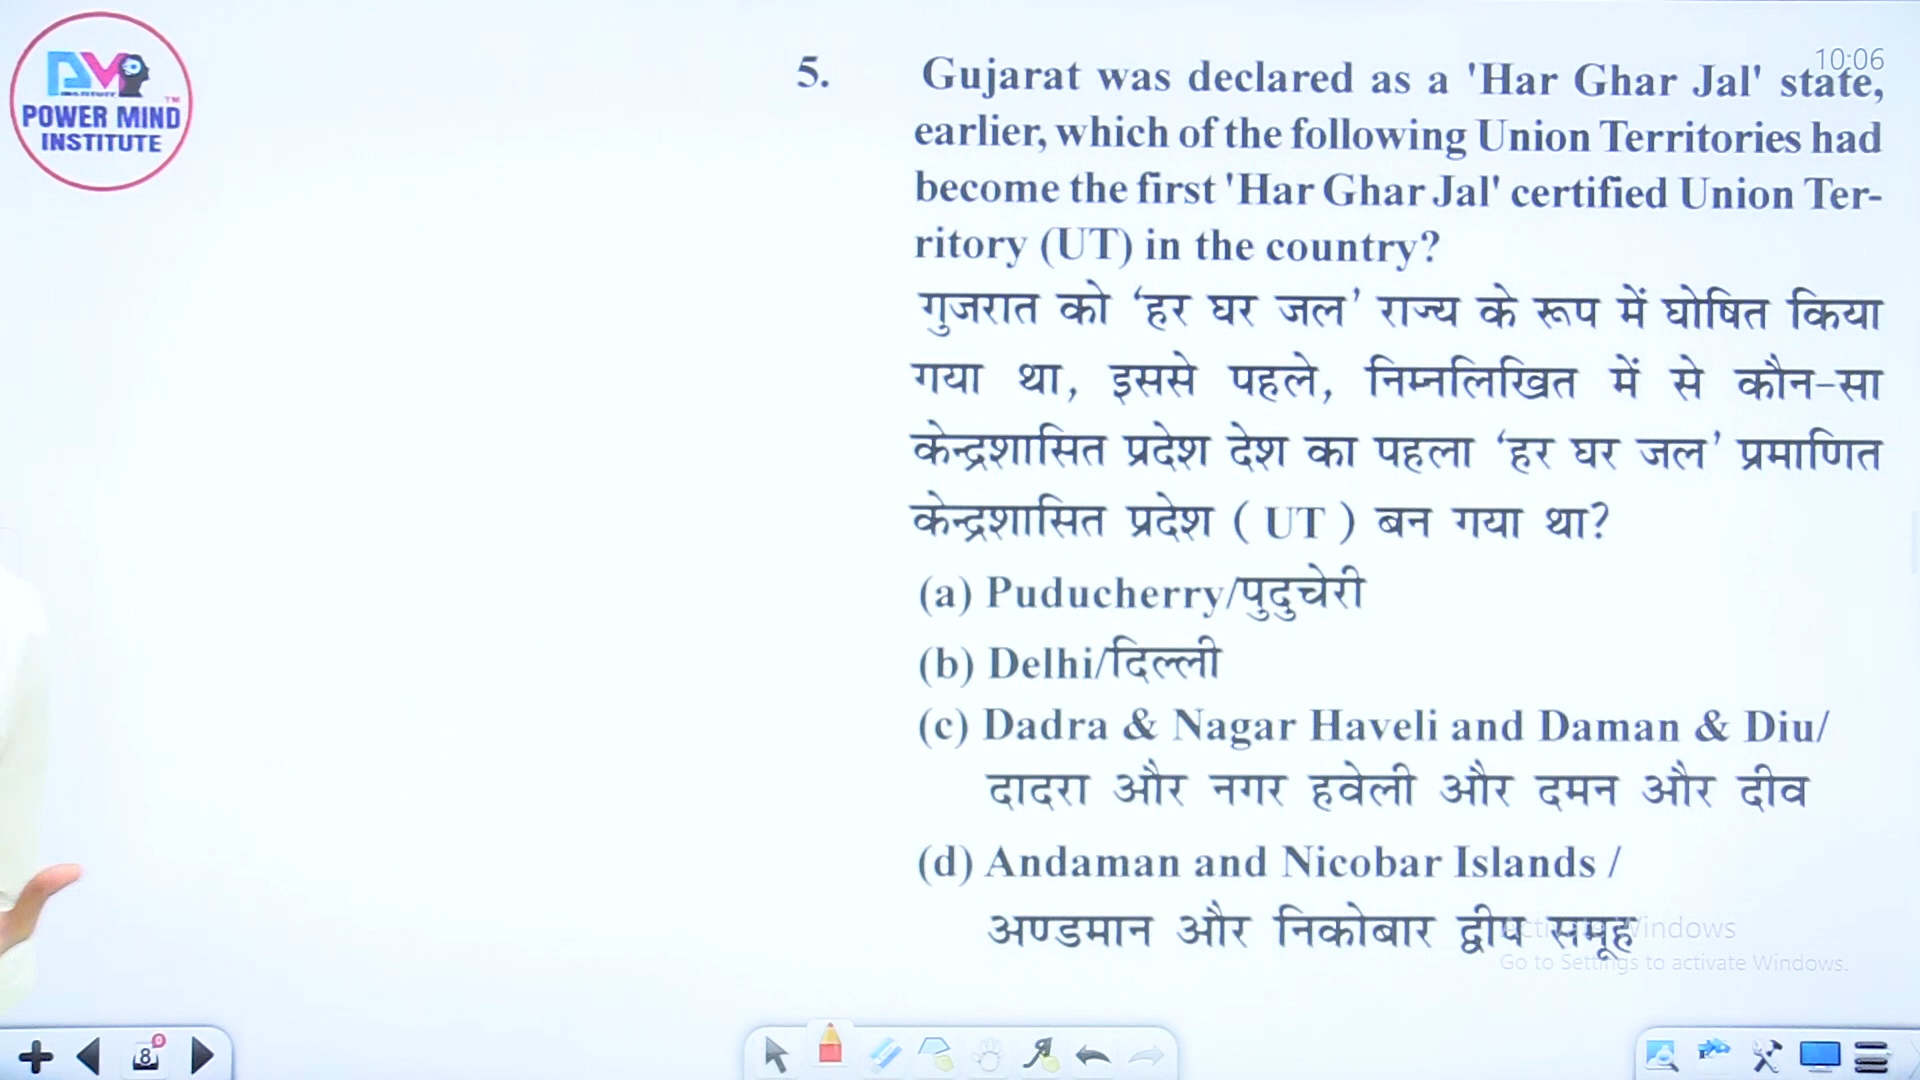 POWER MIND
INSTITUTE
TM
10:06
5. Gujarat was declared as a 'Har Ghar Jal' state,
earlier, which of the following Union Territories had
become the first 'Har Ghar Jal' certified Union Ter-
ritory (UT) in the country?
गुजरात को ‘हर घर जल’ राज्य के रूप में घोषित किया
गया था, इससे पहले, निम्नलिखित में से कौन-सा
केन्द्रशासित प्रदेश देश का पहला ‘हर घर जल’ प्रमाणित
केन्द्रशासित प्रदेश ( UT ) बन गया था?
(a) Puducherry/पुदुचेरी
(b) Delhi/दिल्ली
(c) Dadra & Nagar Haveli and Daman & Diu/
दादरा और नगर हवेली और दमन और दीव
(d) Andaman and Nicobar Islands /
अण्डमान और निकोबार द्वीप समूह
Activate Windows
Go to Settings to activate Windows.
8
0